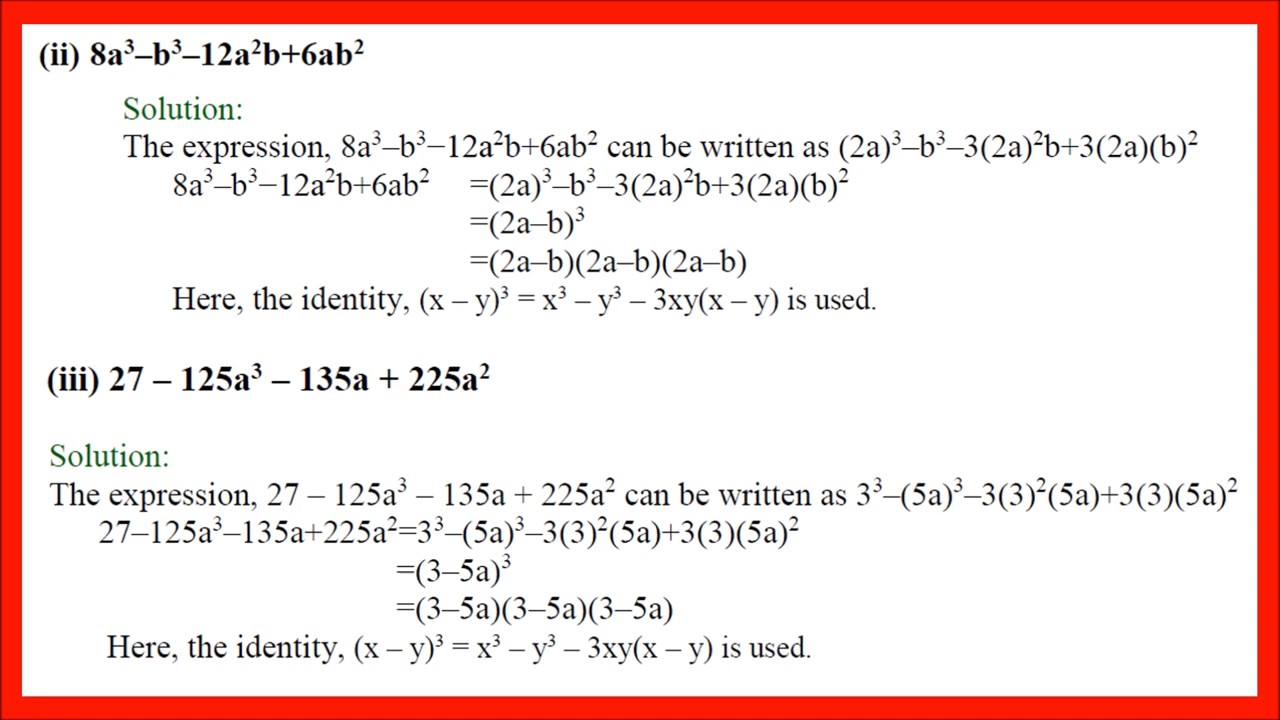 (ii) 8a³–b³–12a²b+6ab²
Solution:
The expression, 8a³–b³−12a²b+6ab² can be written as (2a)³–b³–3(2a)²b+3(2a)(b)²
8a³–b³−12a²b+6ab² =(2a)³–b³–3(2a)²b+3(2a)(b)²
=(2a–b)³
=(2a–b)(2a–b)(2a–b)
Here, the identity, (x – y)³ = x³ – y³ – 3xy(x – y) is used.
(iii) 27 – 125a³ – 135a + 225a²
Solution:
The expression, 27 – 125a³ – 135a + 225a² can be written as 3³–(5a)³–3(3)²(5a)+3(3)(5a)²
27–125a³–135a+225a²=3³–(5a)³–3(3)²(5a)+3(3)(5a)²
=(3–5a)³
=(3–5a)(3–5a)(3–5a)
Here, the identity, (x – y)³ = x³ – y³ – 3xy(x – y) is used.